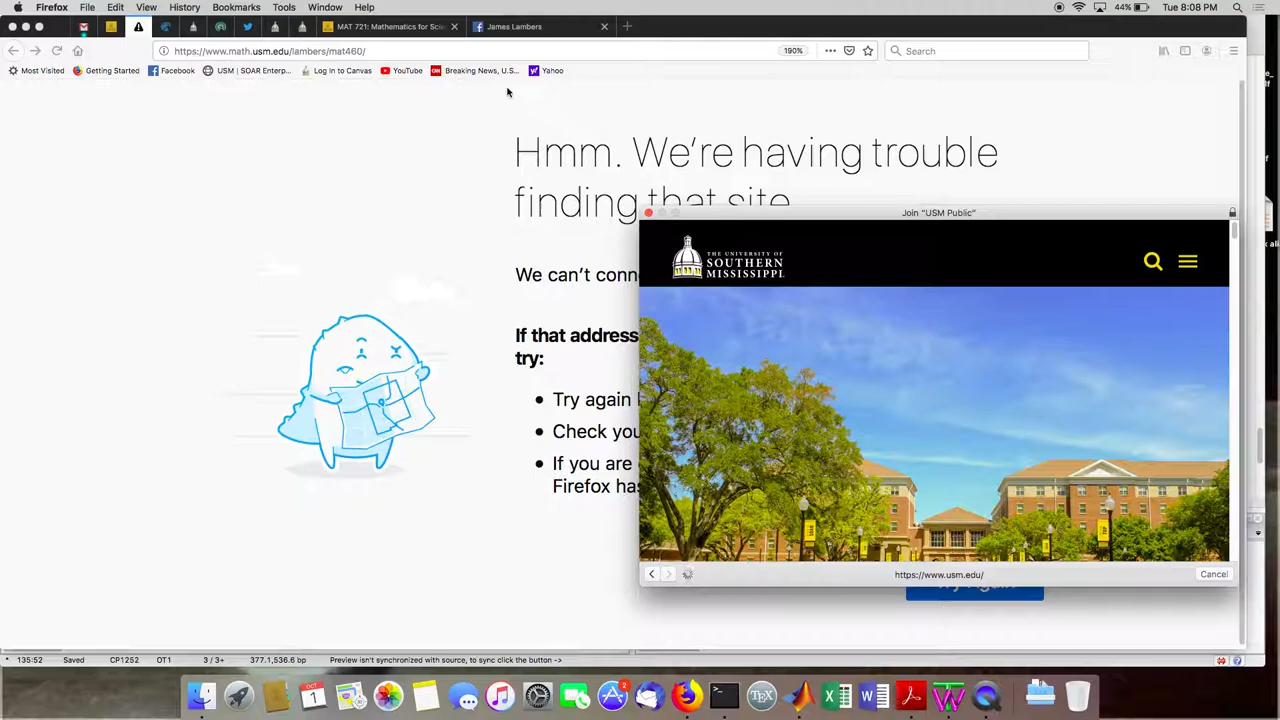 Firefox File Edit View History Bookmarks Tools Window Help 44% Tue 8:08 PM
MAT 721: Mathematics for Scie James Lambers
https://www.math.usm.edu/lambers/mat460/ 190% Search
Most Visited Getting Started Facebook USM | SOAR Enterp... Log In to Canvas YouTube Breaking News, U.S... Yahoo
Hmm. We're having trouble
finding that site.
Join "USM Public"
THE UNIVERSITY OF
SOUTHERN
MISSISSIPPI
We can't conn
If that address
try:
Try again
Check you
If you are
Firefox has
https://www.usm.edu/ Cancel
135:52 Saved CP1252 OT1 3 / 3+ 377.1,536.6 bp Preview isn't synchronized with source, to sync click the button ->
OCT
1
2
TEX